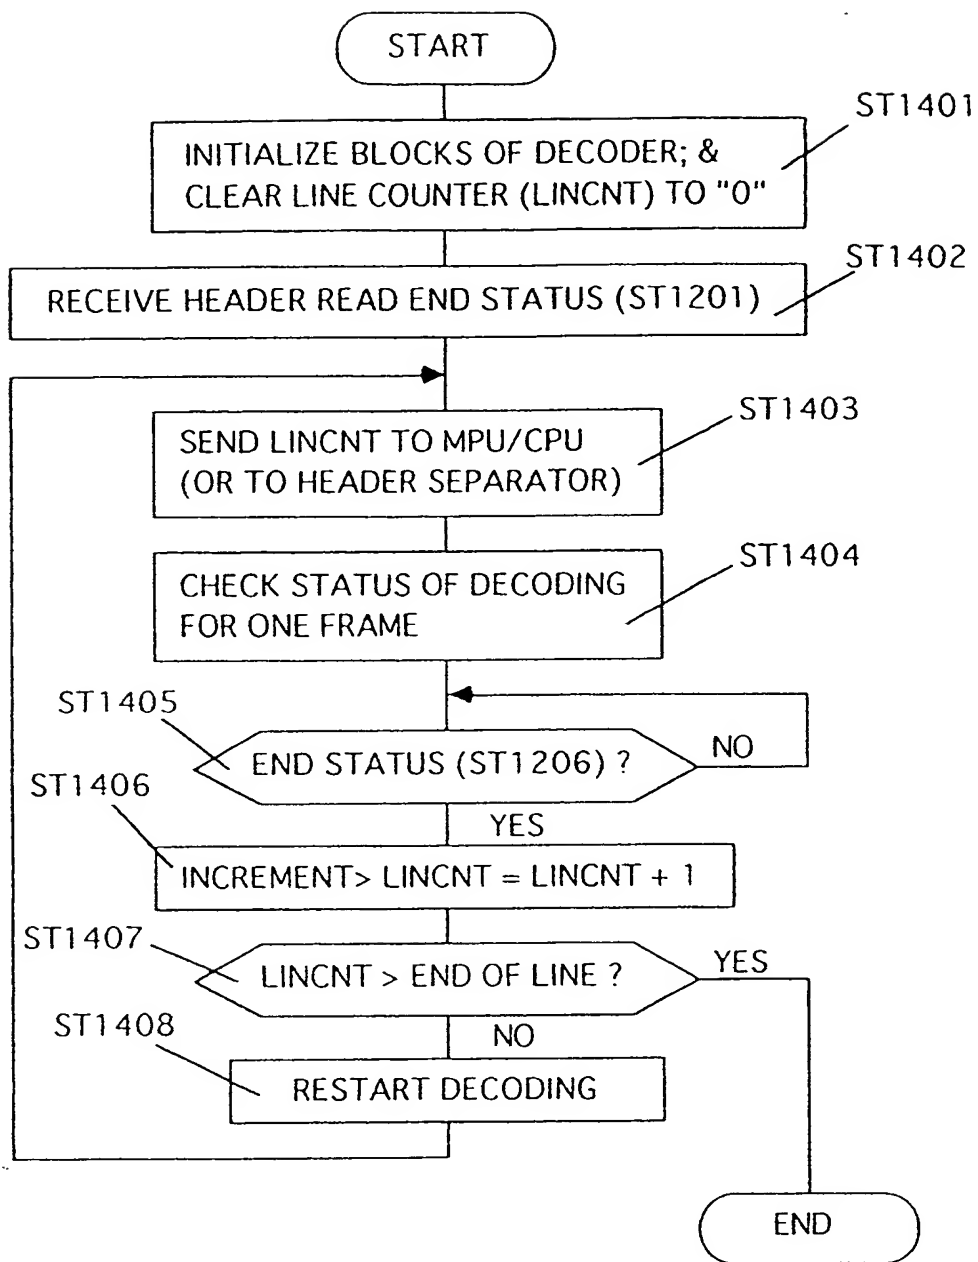 START
ST1401
INITIALIZE BLOCKS OF DECODER; &
CLEAR LINE COUNTER (LINCNT) TO "0"
ST1402
RECEIVE HEADER READ END STATUS (ST1201)
ST1403
SEND LINCNT TO MPU/CPU
(OR TO HEADER SEPARATOR)
ST1404
CHECK STATUS OF DECODING
FOR ONE FRAME
ST1405
END STATUS (ST1206) ?
NO
ST1406
YES
INCREMENT> LINCNT = LINCNT + 1
ST1407
LINCNT > END OF LINE ?
YES
ST1408
NO
RESTART DECODING
END